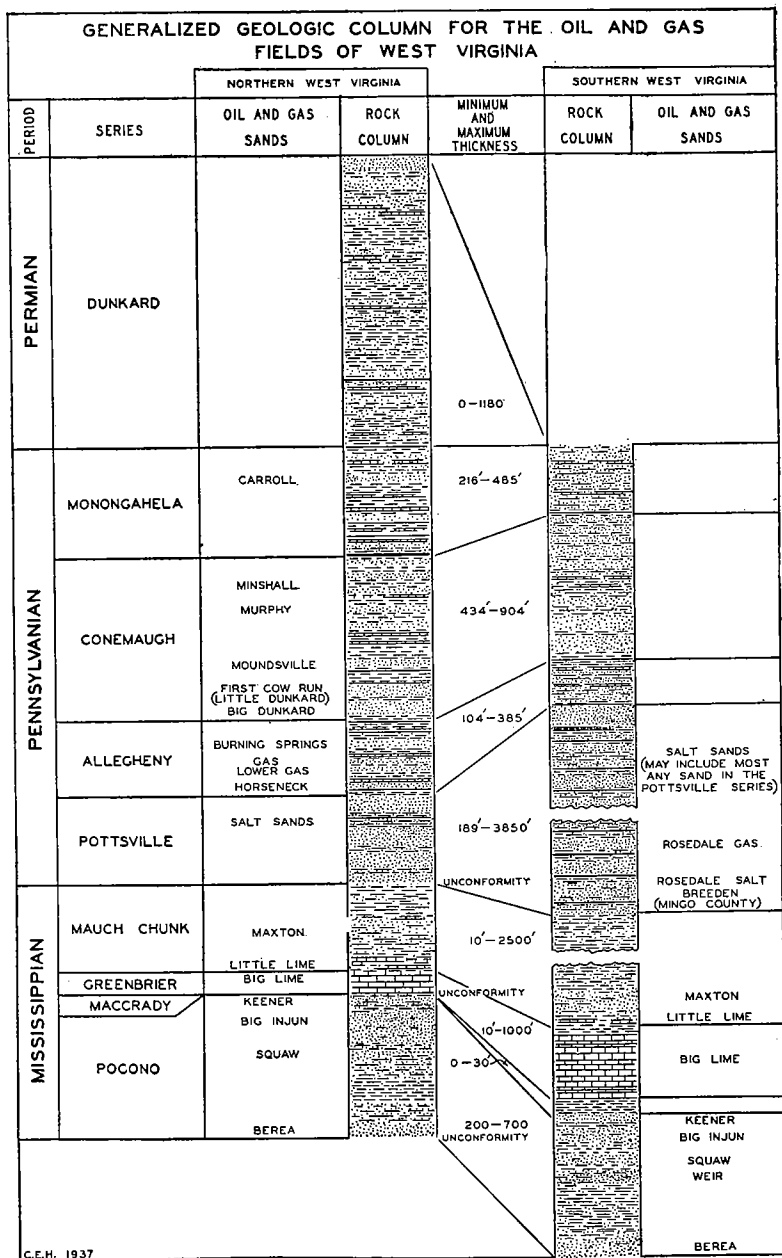 GENERALIZED GEOLOGIC COLUMN FOR THE OIL AND GAS
FIELDS OF WEST VIRGINIA
NORTHERN WEST VIRGINIA
SOUTHERN WEST VIRGINIA
PERIOD
SERIES
OIL AND GAS
SANDS
ROCK
COLUMN
MINIMUM
AND
MAXIMUM
THICKNESS
ROCK
COLUMN
OIL AND GAS
SANDS
PERMIAN
DUNKARD
0-1180'
PENNSYLVANIAN
MONONGAHELA
CARROLL
216'-485'
CONEMAUGH
MINSHALL
MURPHY
MOUNDSVILLE
FIRST COW RUN
(LITTLE DUNKARD)
BIG DUNKARD
434'-904'
ALLEGHENY
BURNING SPRINGS
GAS
LOWER GAS
HORSENECK
104'-385'
SALT SANDS
(MAY INCLUDE MOST
ANY SAND IN THE
POTTSVILLE SERIES)
POTTSVILLE
SALT SANDS
189'-3850'
UNCONFORMITY
ROSEDALE GAS
ROSEDALE SALT
BREEDEN
(MINGO COUNTY)
MISSISSIPPIAN
MAUCH CHUNK
MAXTON
LITTLE LIME
10'-2500'
UNCONFORMITY
MAXTON
LITTLE LIME
GREENBRIER
BIG LIME
10'-1000'
BIG LIME
MACCRADY
0-30'
POCONO
KEENER
BIG INJUN
SQUAW
BEREA
200-700
UNCONFORMITY
KEENER
BIG INJUN
SQUAW
WEIR
BEREA
C.E.H. 1937